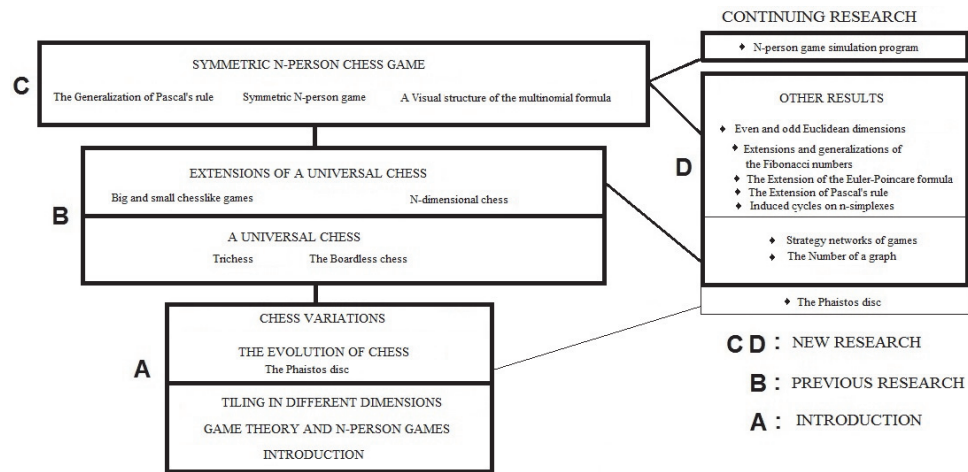 C
SYMMETRIC N-PERSON CHESS GAME
The Generalization of Pascal's rule
Symmetric N-person game
A Visual structure of the multinomial formula
B
EXTENSIONS OF A UNIVERSAL CHESS
Big and small chesslike games
N-dimensional chess
A UNIVERSAL CHESS
Trichess
The Boardless chess
A
CHESS VARIATIONS
THE EVOLUTION OF CHESS
The Phaistos disc
TILING IN DIFFERENT DIMENSIONS
GAME THEORY AND N-PERSON GAMES
INTRODUCTION
CONTINUING RESEARCH
♦ N-person game simulation program
D
OTHER RESULTS
♦ Even and odd Euclidean dimensions
♦ Extensions and generalizations of
the Fibonacci numbers
♦ The Extension of the Euler-Poincare formula
♦ The Extension of Pascal's rule
♦ Induced cycles on n-simplexes
♦ Strategy networks of games
♦ The Number of a graph
♦ The Phaistos disc
C D : NEW RESEARCH
B : PREVIOUS RESEARCH
A : INTRODUCTION